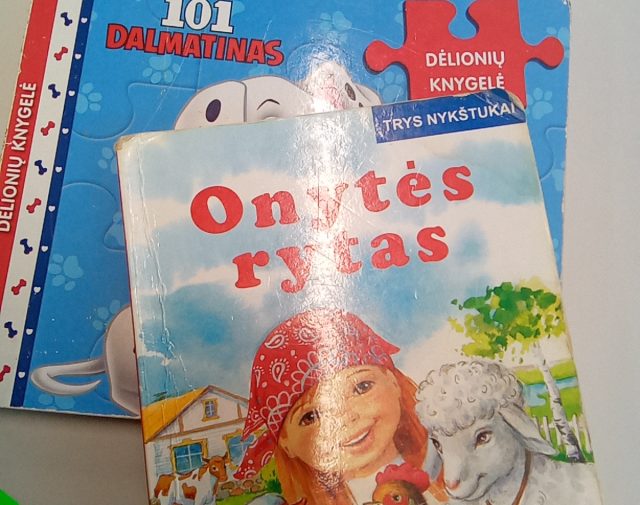 101
DALMATINAS
DĖLIONIŲ
KNYGELĖ
DĖLIONIŲ KNYGELĖ
TRYS NYKŠTUKAI
Onytės
rytas